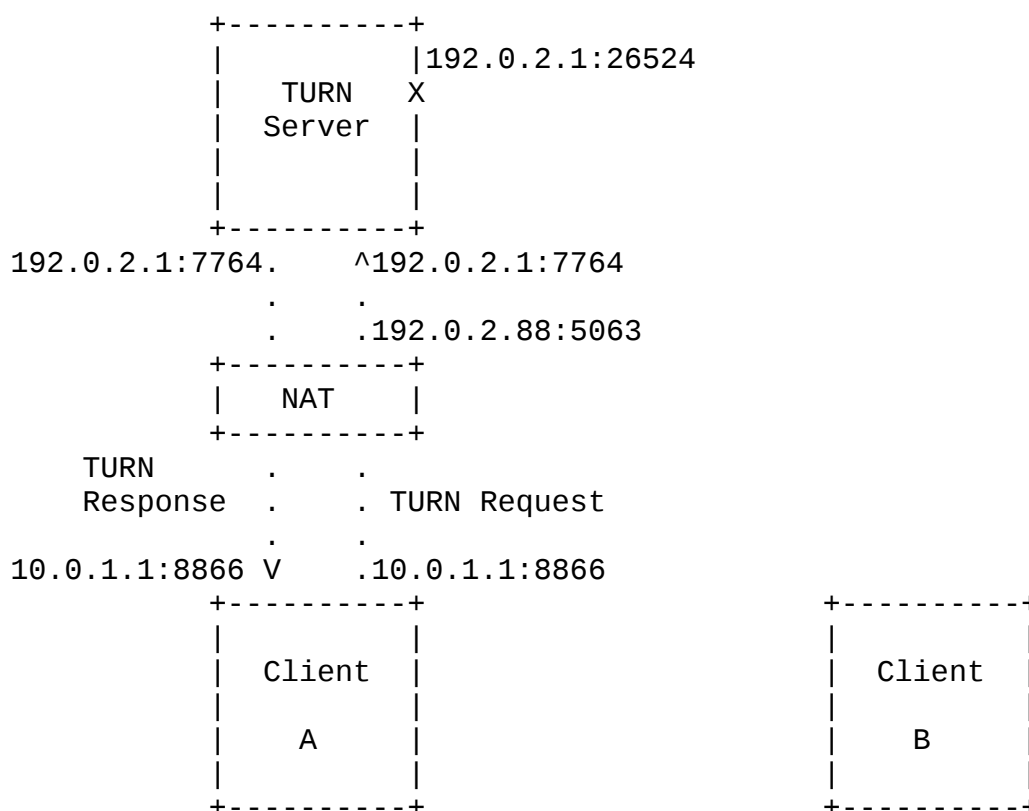 192.0.2.1:26524
TURN X
Server
192.0.2.1:7764. ^192.0.2.1:7764
.192.0.2.88:5063
NAT
TURN
Response . . TURN Request
10.0.1.1:8866 V .10.0.1.1:8866
Client Client
A B